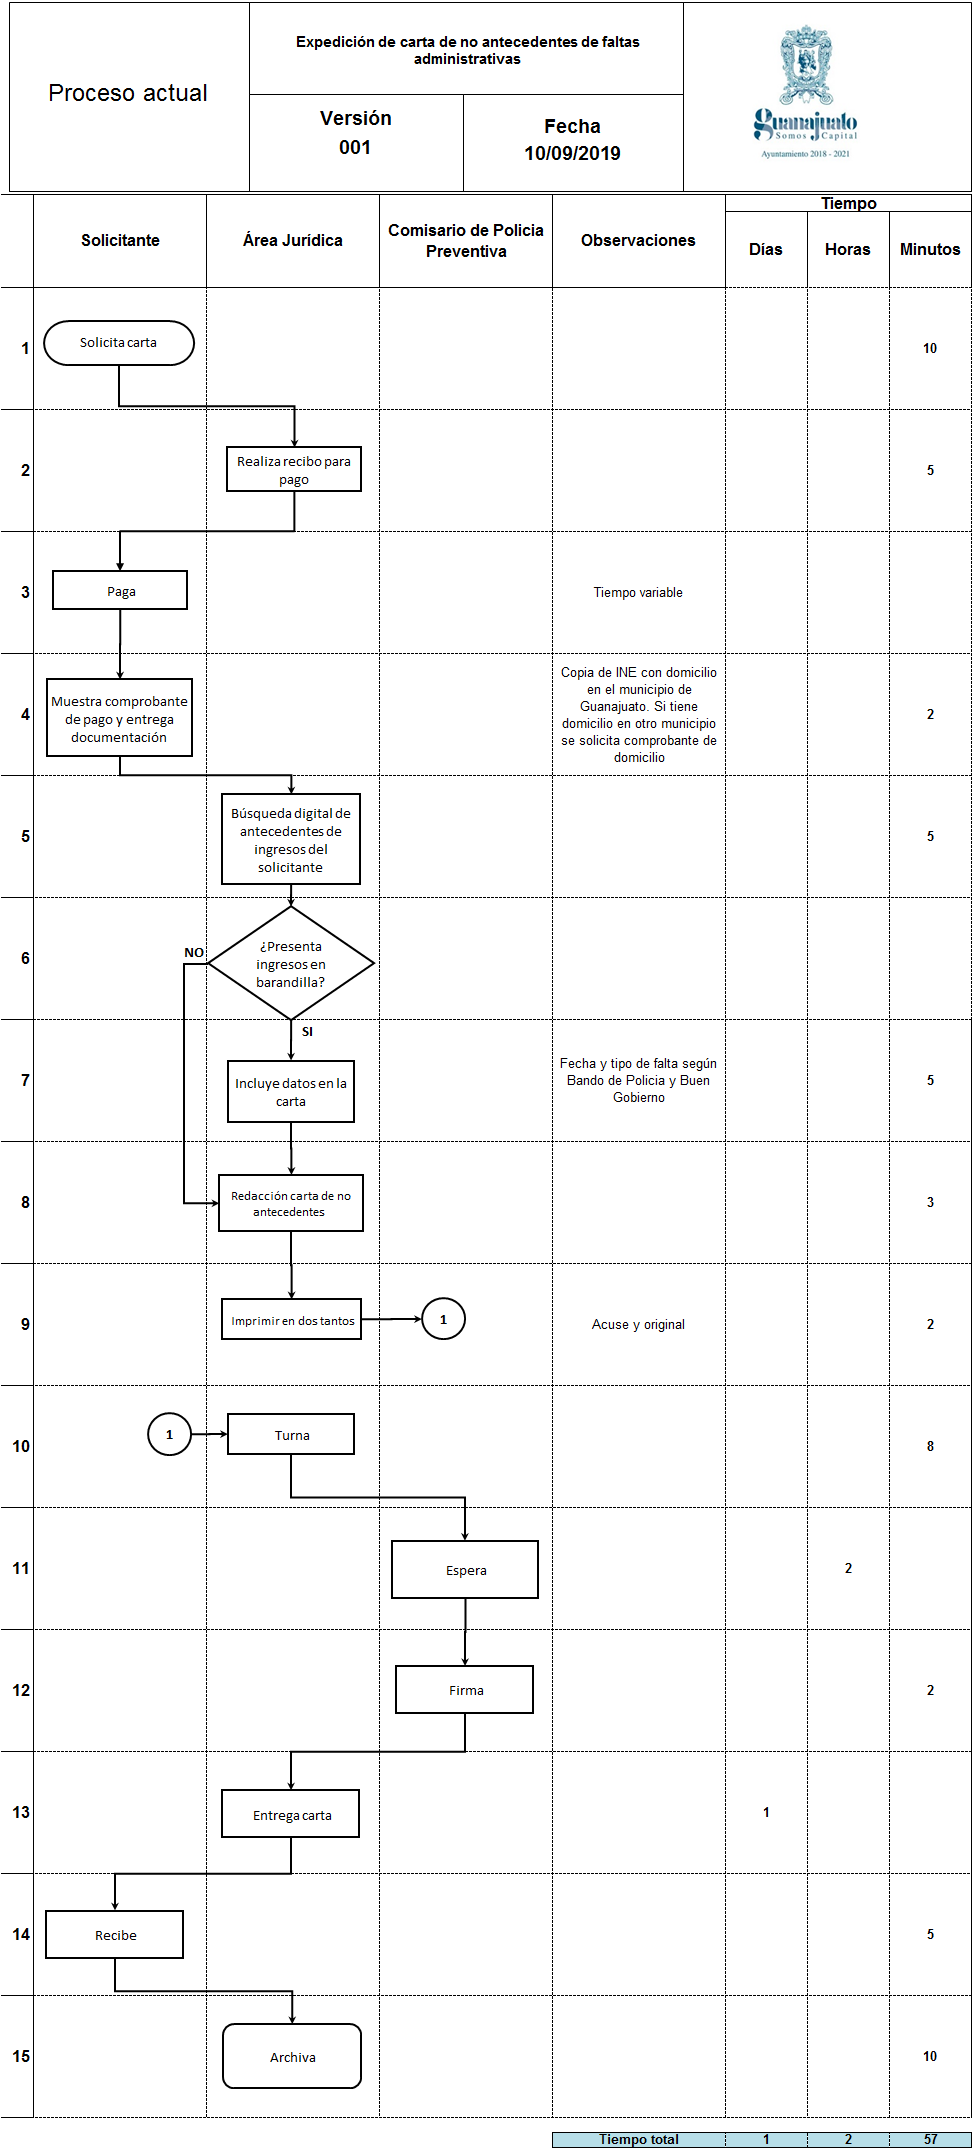 Proceso actual
Expedición de carta de no antecedentes de faltas
administrativas
Versión
001
Fecha
10/09/2019
Guanajuato
Somos Capital
Ayuntamiento 2018 - 2021
Solicitante
Área Jurídica
Comisario de Policia
Preventiva
Observaciones
Tiempo
Días
Horas
Minutos
1
Solicita carta
10
2
Realiza recibo para
pago
5
3
Paga
Tiempo variable
4
Muestra comprobante
de pago y entrega
documentación
Copia de INE con domicilio
en el municipio de
Guanajuato. Si tiene
domicilio en otro municipio
se solicita comprobante de
domicilio
2
5
Búsqueda digital de
antecedentes de
ingresos del
solicitante
5
6
NO
¿Presenta
ingresos en
barandilla?
SI
7
Incluye datos en la
carta
Fecha y tipo de falta según
Bando de Policia y Buen
Gobierno
5
8
Redacción carta de no
antecedentes
3
9
Imprimir en dos tantos
1
Acuse y original
2
10
1
Turna
8
11
Espera
2
12
Firma
2
13
Entrega carta
1
14
Recibe
5
15
Archiva
10
Tiempo total
1
2
57